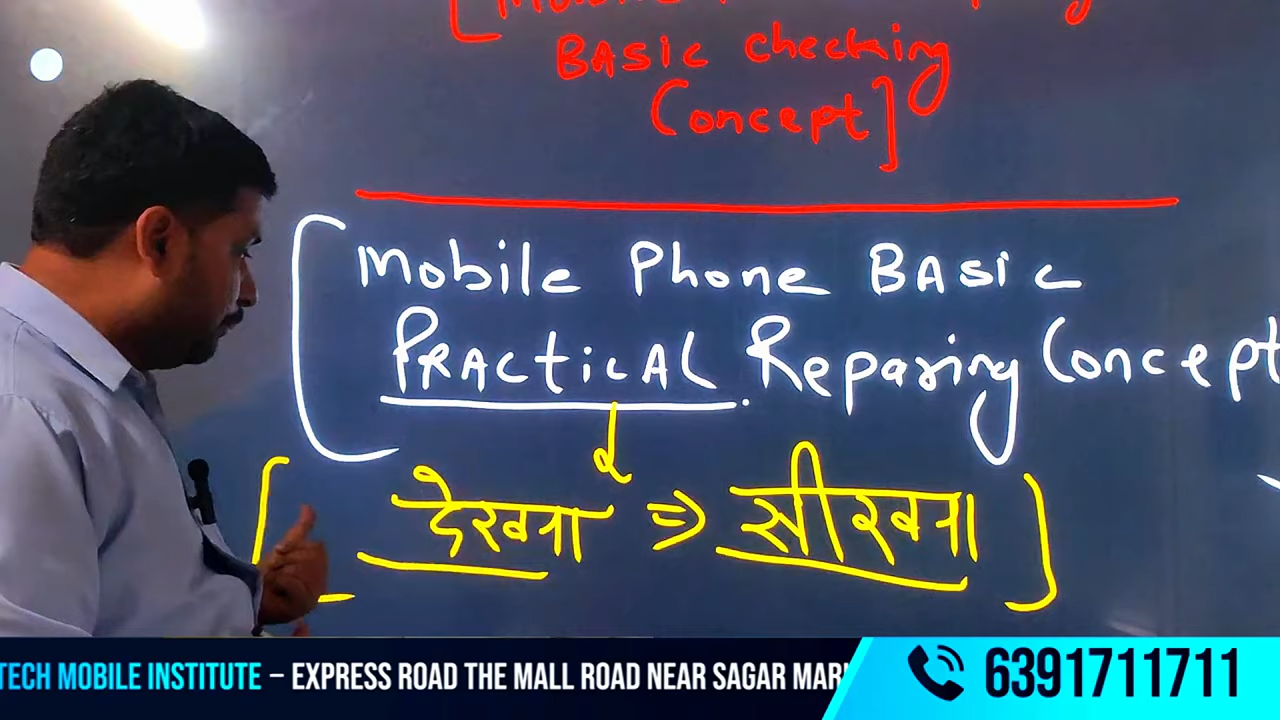 BASIC checking
Concept]
[Mobile Phone BASIC
PRACTICAL Reparing Concept
[देखना => सीखना]
TECH MOBILE INSTITUTE – EXPRESS ROAD THE MALL ROAD NEAR SAGAR MAR
6391711711